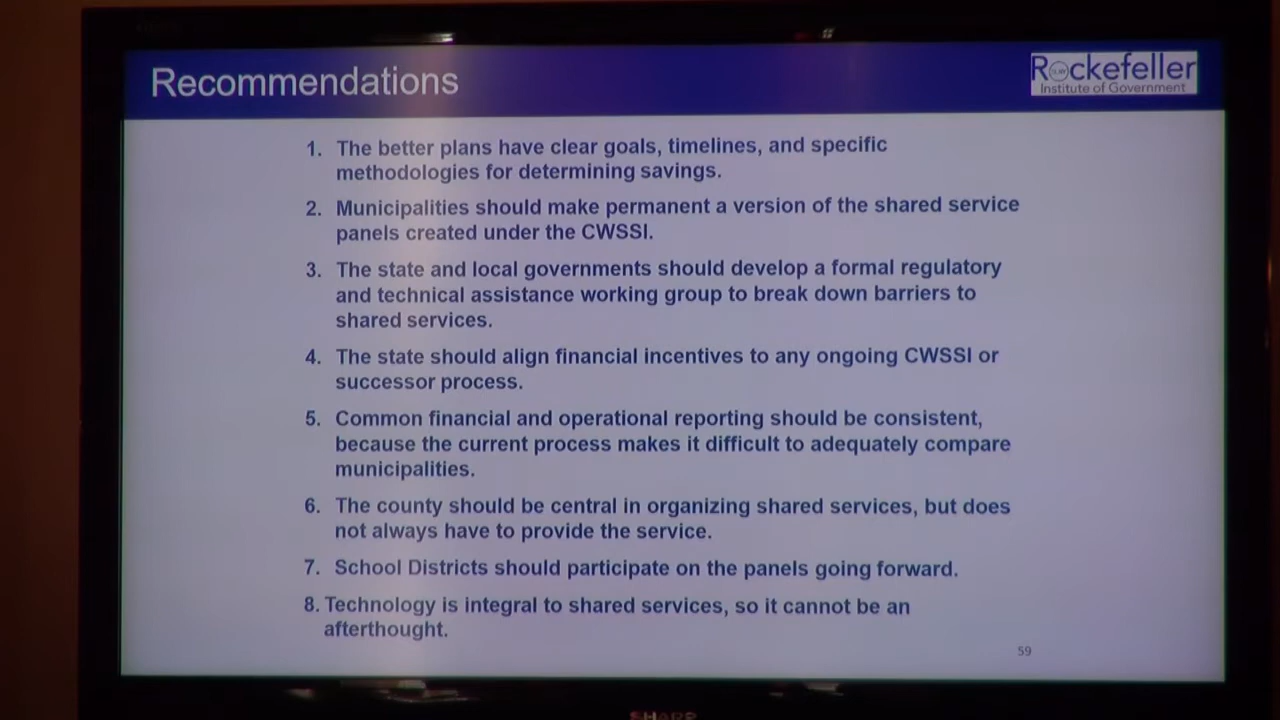 Recommendations
Rockefeller
Institute of Government
1. The better plans have clear goals, timelines, and specific
methodologies for determining savings.
2. Municipalities should make permanent a version of the shared service
panels created under the CWSSI.
3. The state and local governments should develop a formal regulatory
and technical assistance working group to break down barriers to
shared services.
4. The state should align financial incentives to any ongoing CWSSI or
successor process.
5. Common financial and operational reporting should be consistent,
because the current process makes it difficult to adequately compare
municipalities.
6. The county should be central in organizing shared services, but does
not always have to provide the service.
7. School Districts should participate on the panels going forward.
8. Technology is integral to shared services, so it cannot be an
afterthought.
59
SHARP